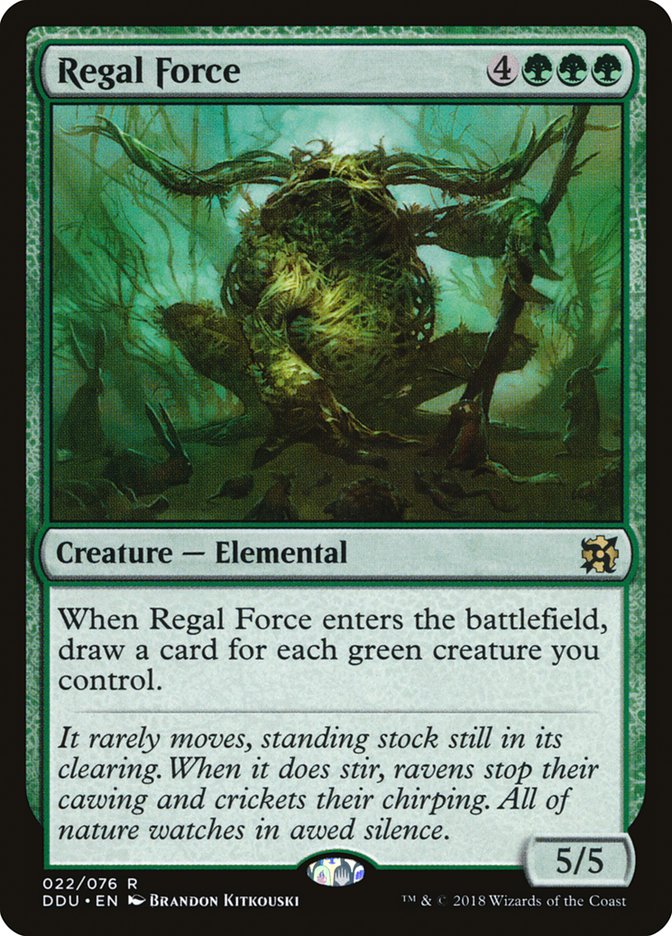 Regal Force 4
Creature — Elemental
When Regal Force enters the battlefield,
draw a card for each green creature you
control.
It rarely moves, standing stock still in its
clearing. When it does stir, ravens stop their
cawing and crickets their chirping. All of
nature watches in awed silence.
5/5
022/076 R
DDU • EN Brandon Kitkouski ™ & © 2018 Wizards of the Coast